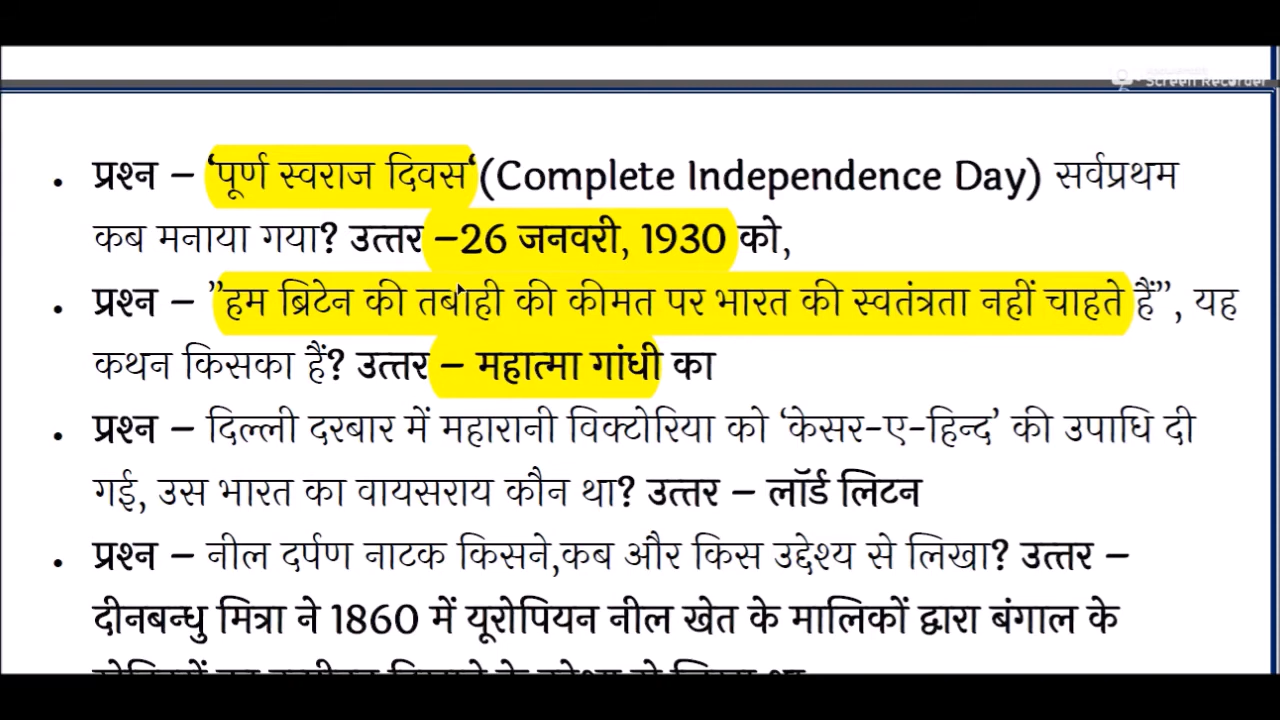 Screen Recorder
• प्रश्न – ‘पूर्ण स्वराज दिवस‘(Complete Independence Day) सर्वप्रथम
कब मनाया गया? उत्तर –26 जनवरी, 1930 को,
• प्रश्न – ”हम ब्रिटेन की तबाही की कीमत पर भारत की स्वतंत्रता नहीं चाहते हैं”, यह
कथन किसका हैं? उत्तर – महात्मा गांधी का
• प्रश्न – दिल्ली दरबार में महारानी विक्टोरिया को ‘केसर-ए-हिन्द’ की उपाधि दी
गई, उस भारत का वायसराय कौन था? उत्तर – लॉर्ड लिटन
• प्रश्न – नील दर्पण नाटक किसने,कब और किस उद्देश्य से लिखा? उत्तर –
दीनबन्धु मित्रा ने 1860 में यूरोपियन नील खेत के मालिकों द्वारा बंगाल के